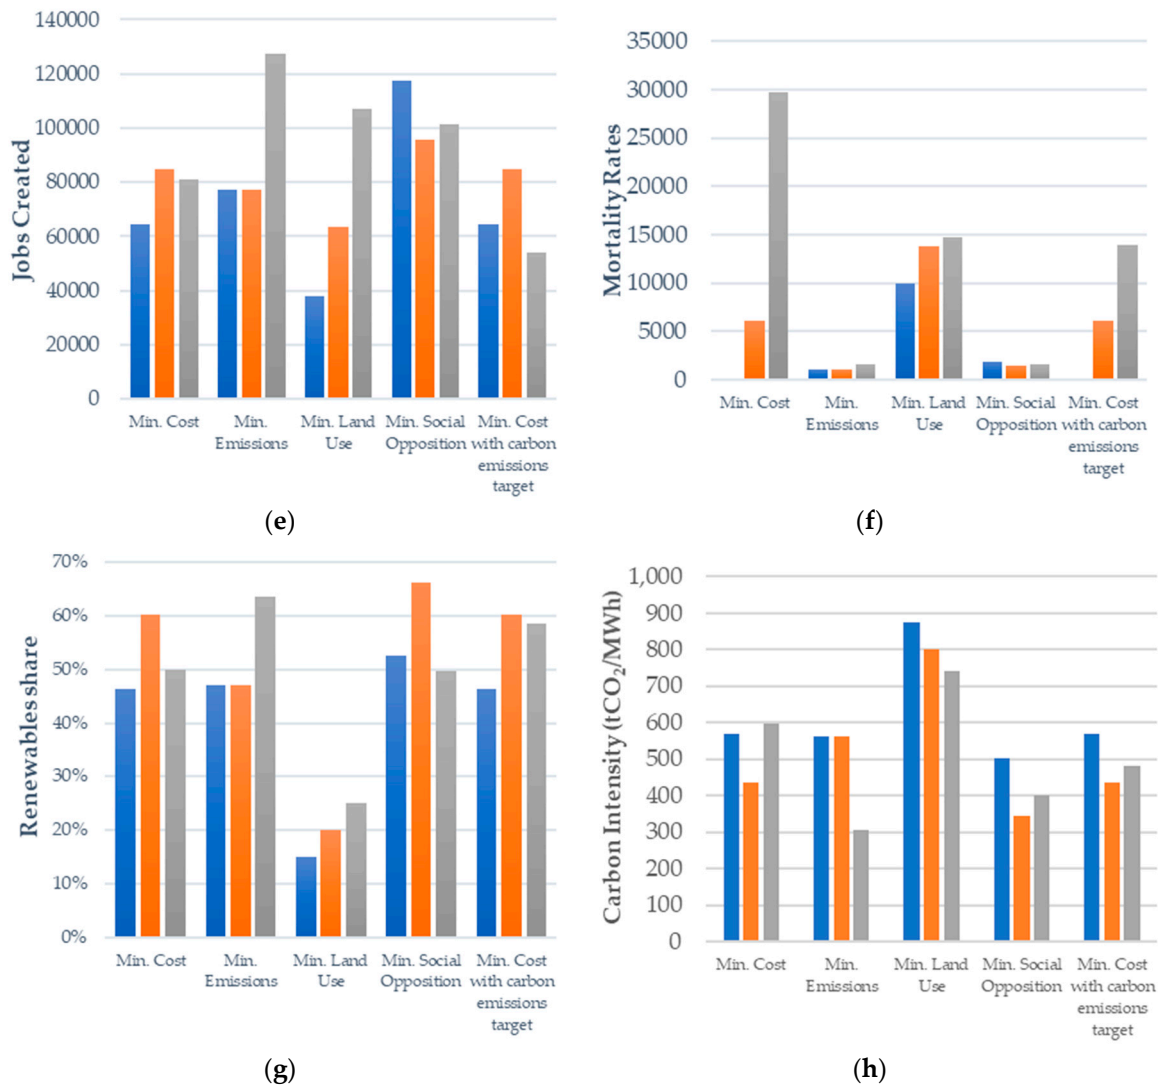 140000
120000
100000
80000
60000
40000
20000
0
Jobs Created
Min. Cost
Min.
Emissions
Min. Land
Use
Min. Social
Opposition
Min. Cost
with carbon
emissions
target
(e)
35000
30000
25000
20000
15000
10000
5000
0
Mortality Rates
Min. Cost
Min.
Emissions
Min. Land
Use
Min. Social
Opposition
Min. Cost
with carbon
emissions
target
(f)
70%
60%
50%
40%
30%
20%
10%
0%
Renewables share
Min. Cost
Min.
Emissions
Min. Land
Use
Min. Social
Opposition
Min. Cost
with carbon
emissions
target
(g)
1,000
900
800
700
600
500
400
300
200
100
0
Carbon Intensity (tCO₂/MWh)
Min. Cost
Min.
Emissions
Min. Land
Use
Min. Social
Opposition
Min. Cost
with carbon
emissions
target
(h)